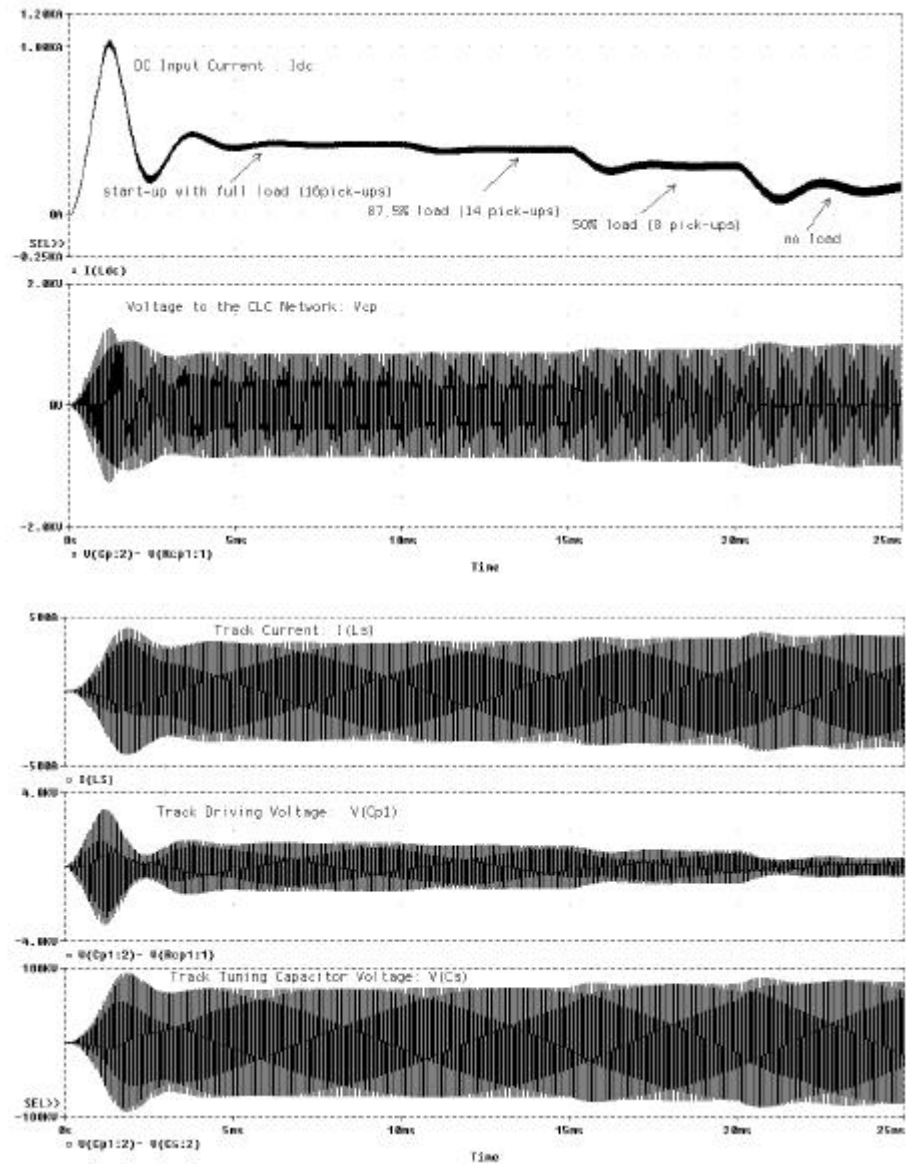 1.20KA
1.00KA
DC Input Current : Idc
start-up with full load (16pick-ups)
87.5% load (14 pick-ups)
50% load (8 pick-ups)
no load
0A
SEL>>
-0.25KA
I(Ldc)
2.0KV
Voltage to the CLC Network: Vcp
0V
-2.0KV
0s 5ms 10ms 15ms 20ms 25ms
V(Cp:2)- V(Rcp1:1)
Time
500A
Track Current: I(Ls)
-500A
I(LS)
4.0KV
Track Driving Voltage: V(Cp1)
-4.0KV
V(Cp1:2)- V(Rcp1:1)
100KV
Track Tuning Capacitor Voltage: V(Cs)
SEL>>
-100KV
0s 5ms 10ms 15ms 20ms 25ms
V(Cp1:2)- V(Cs:2)
Time